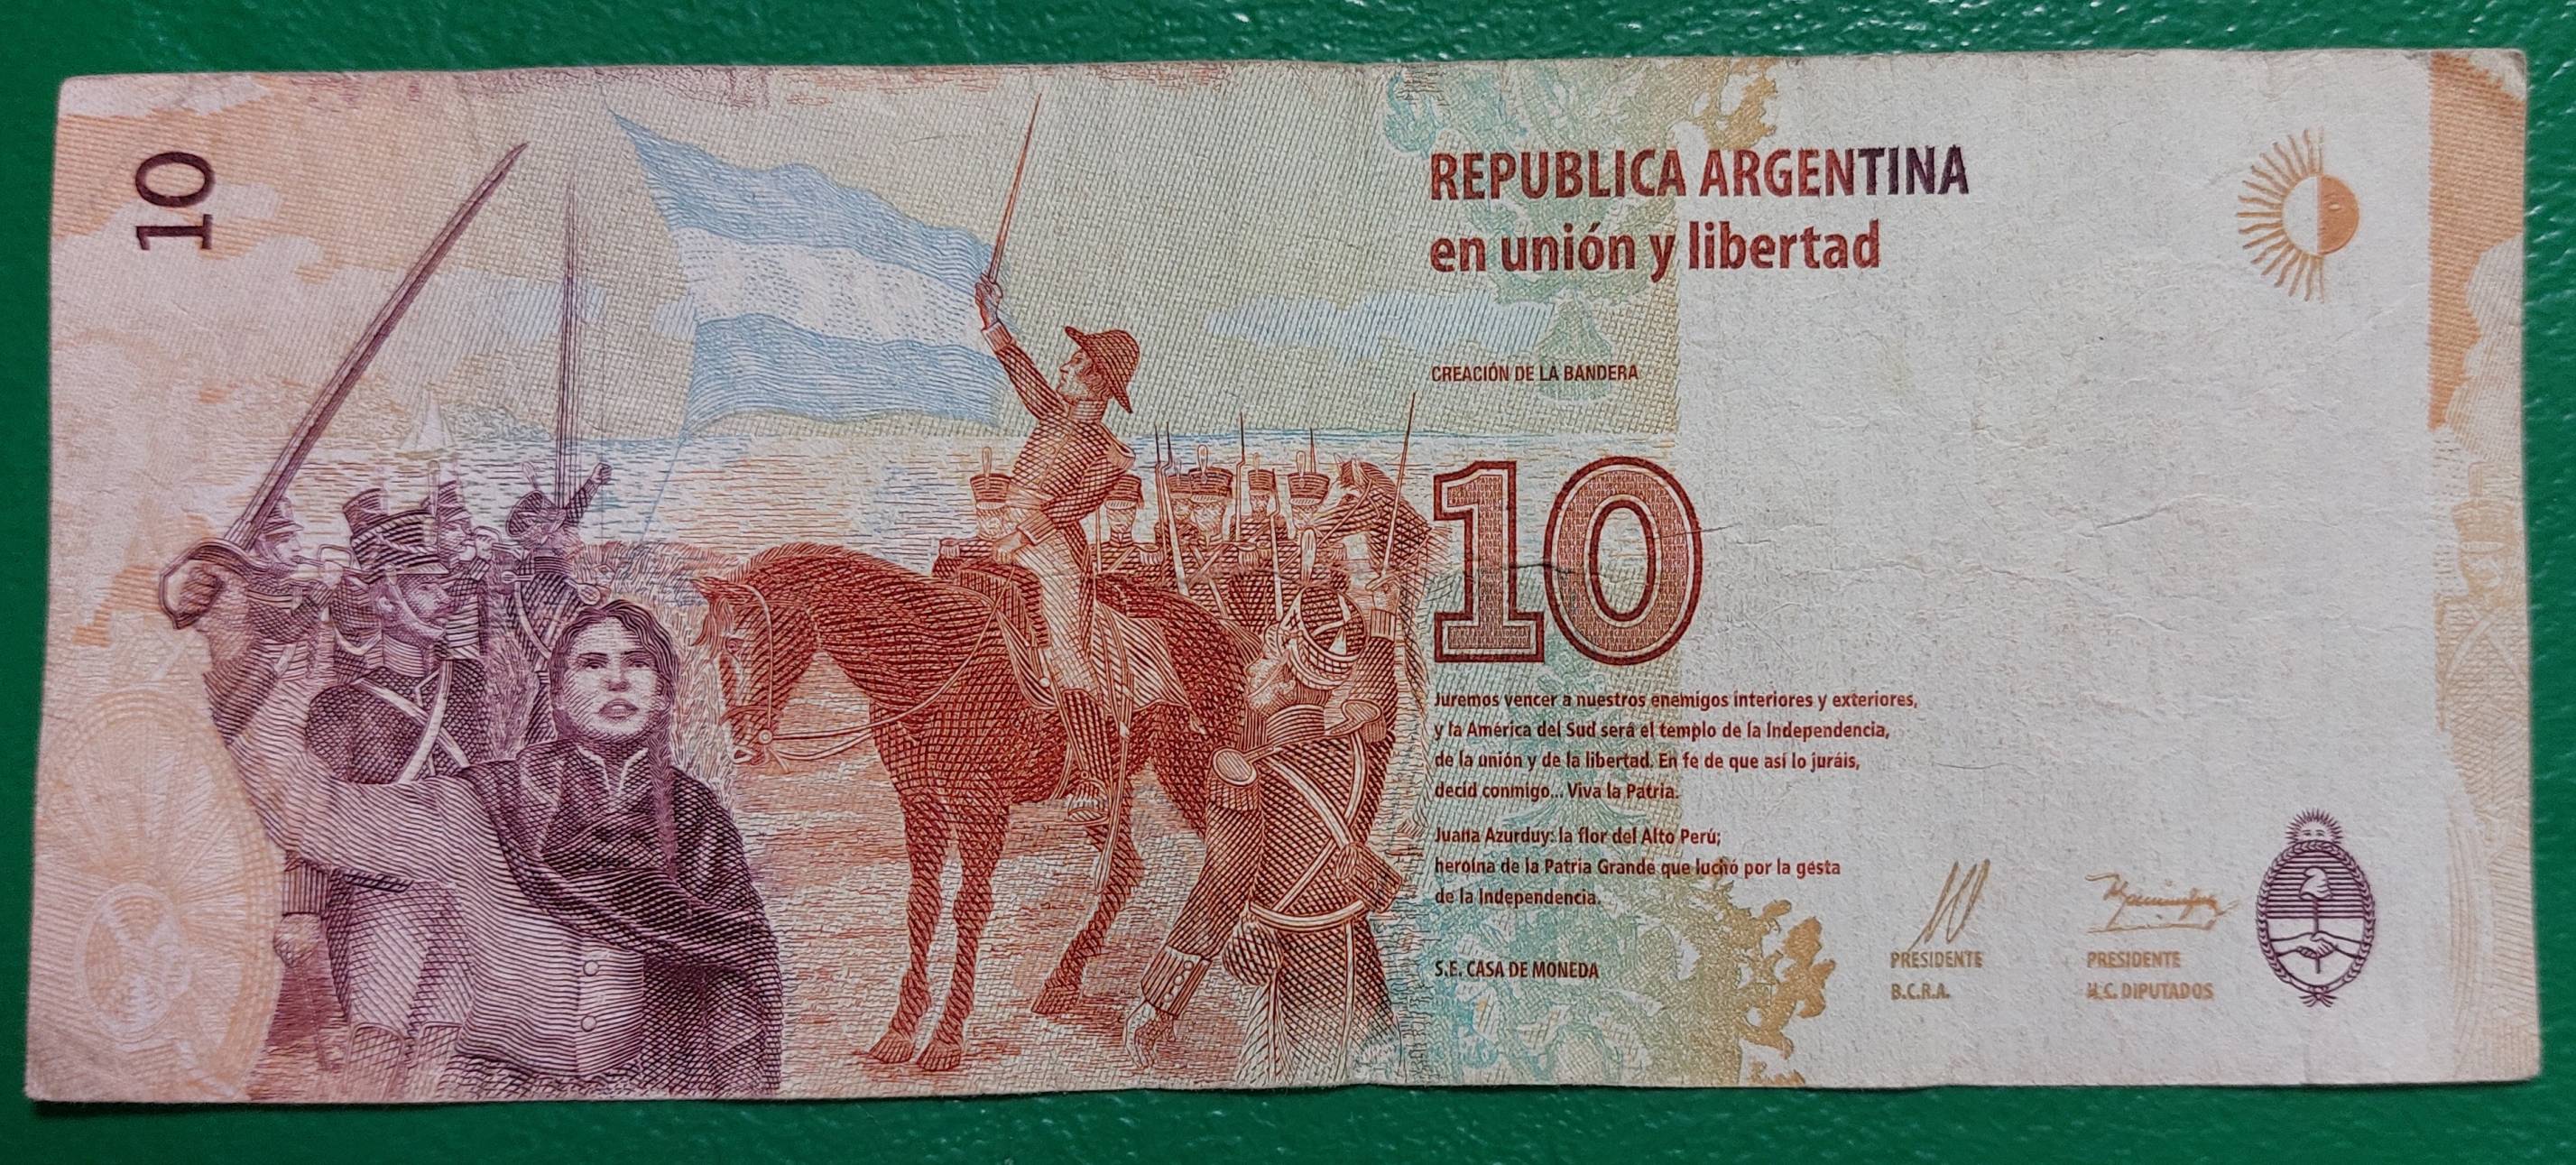 10
REPUBLICA ARGENTINA
en unión y libertad
CREACIÓN DE LA BANDERA
10
Juremos vencer a nuestros enemigos interiores y exteriores,
y la América del Sud será el templo de la Independencia,
de la unión y de la libertad. En fe de que así lo juráis,
decid conmigo... Viva la Patria.
Juana Azurduy: la flor del Alto Perú;
heroína de la Patria Grande que luchó por la gesta
de la Independencia.
S.E. CASA DE MONEDA
PRESIDENTE
B.C.R.A.
PRESIDENTE
H.C. DIPUTADOS